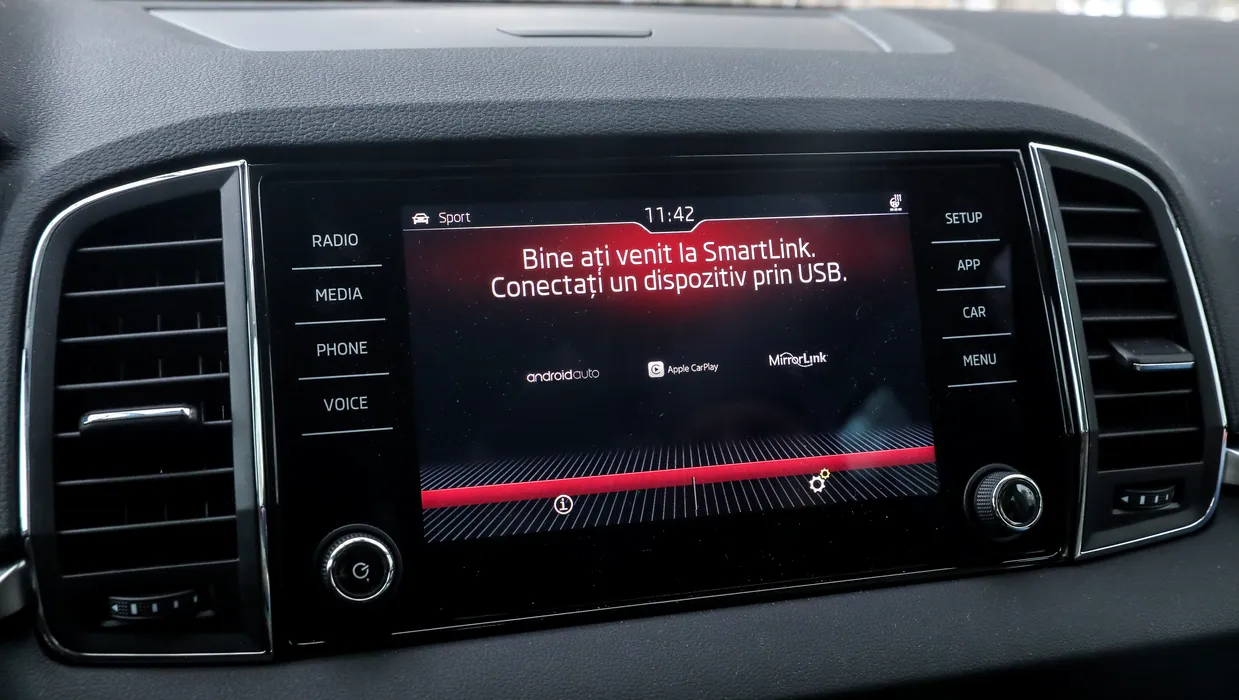 Sport
11:42
Bine ați venit la SmartLink.
Conectați un dispozitiv prin USB.
androidauto
Apple CarPlay
MirrorLink
RADIO
MEDIA
PHONE
VOICE
SETUP
APP
CAR
MENU